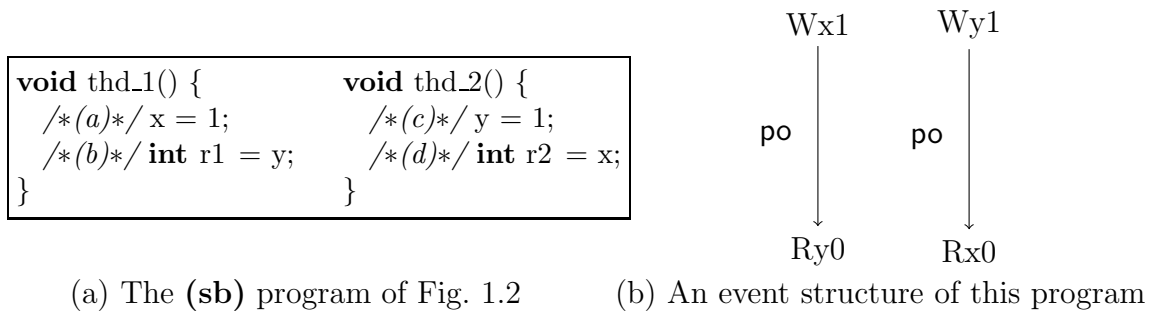 void thd_1() {
/*(a)*/ x = 1;
/*(b)*/ int r1 = y;
}
void thd_2() {
/*(c)*/ y = 1;
/*(d)*/ int r2 = x;
}
(a) The (sb) program of Fig. 1.2
Wx1 Wy1
po po
Ry0 Rx0
(b) An event structure of this program